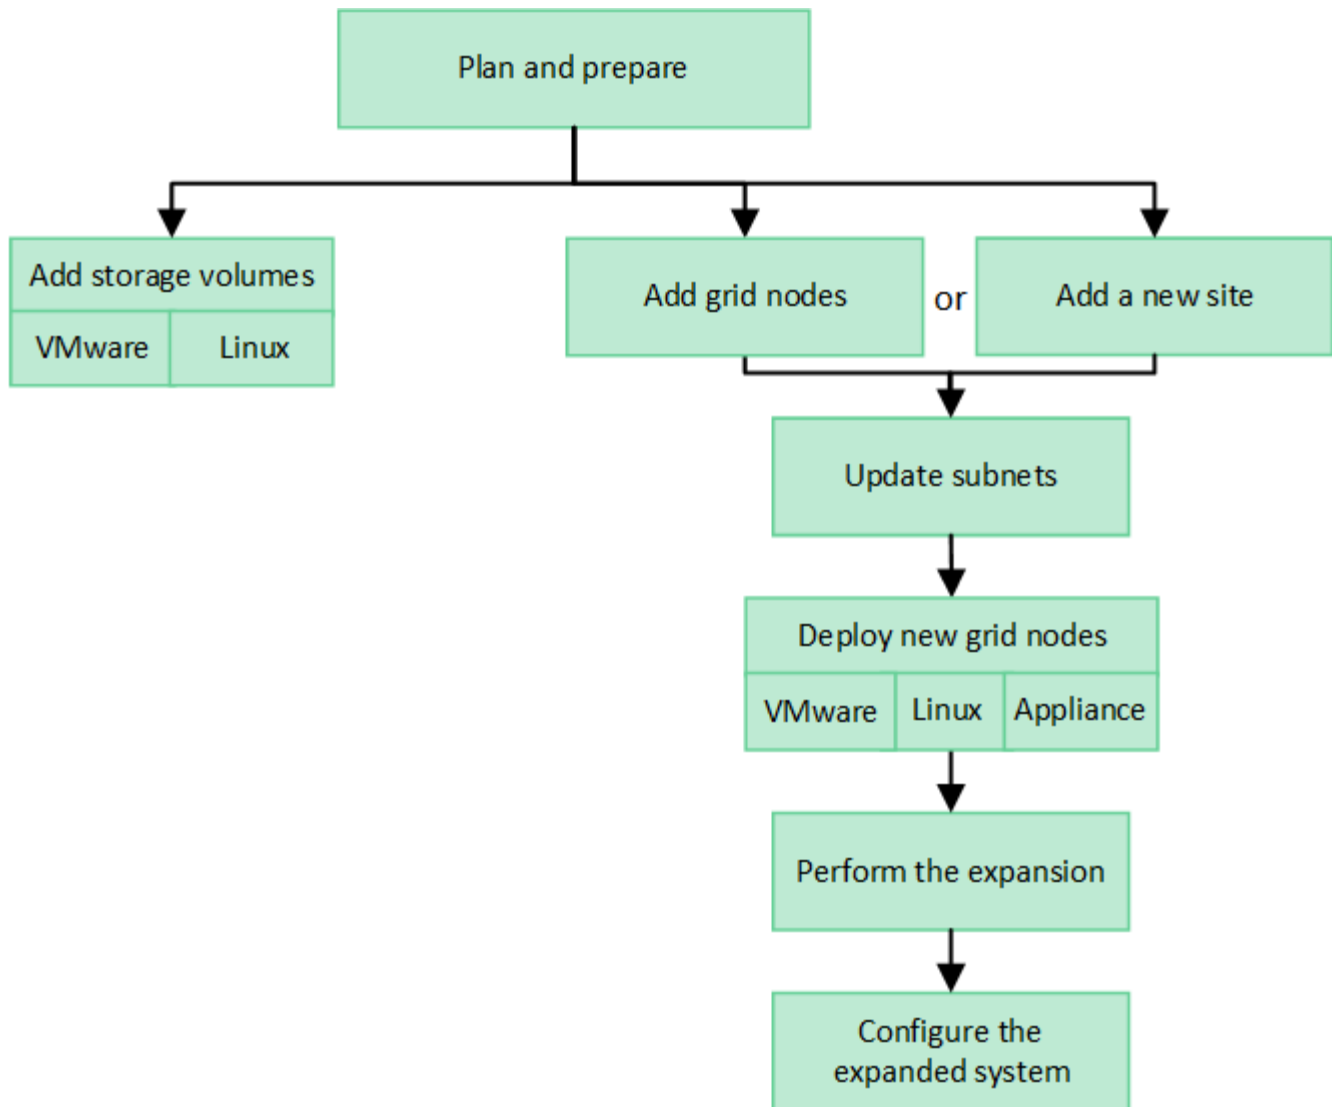 Plan and prepare
Add storage volumes
VMware
Linux
Add grid nodes
or
Add a new site
Update subnets
Deploy new grid nodes
VMware
Linux
Appliance
Perform the expansion
Configure the
expanded system